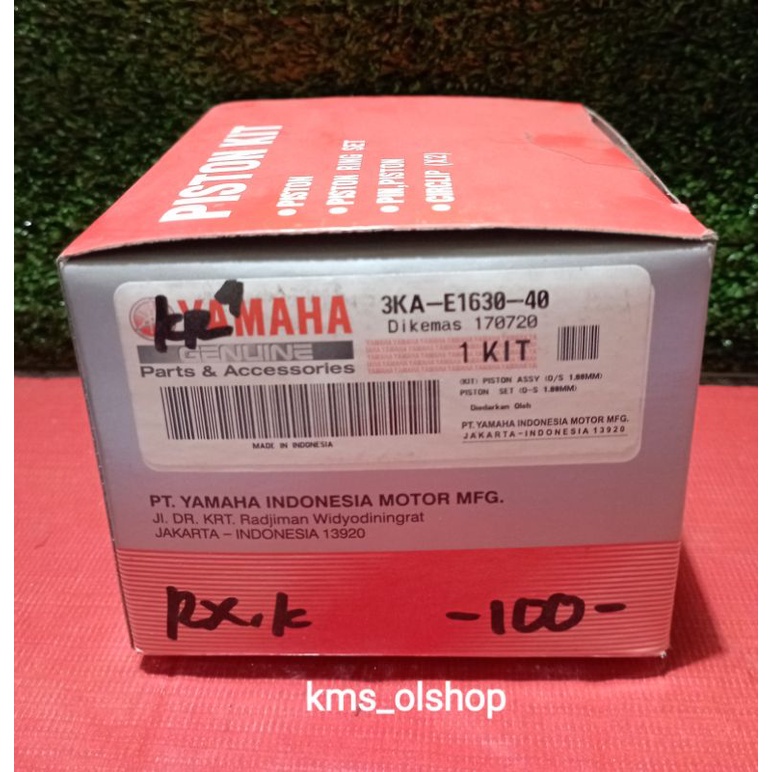 PISTON KIT
• PISTON
• PISTON RING SET
• PIN, PISTON
• CIRCLIP (X2)
YAMAHA
KR4
GENUINE
Parts & Accessories
3KA-E1630-40
Dikemas 170720
1 KIT
(KIT) PISTON ASSY (O/S 1.00MM)
PISTON SET (O-S 1.00MM)
Diedarkan Oleh
PT. YAMAHA INDONESIA MOTOR MFG.
JAKARTA-INDONESIA 13920
MADE IN INDONESIA
PT. YAMAHA INDONESIA MOTOR MFG.
Jl. DR. KRT. Radjiman Widyodiningrat
JAKARTA – INDONESIA 13920
RX.k -100-
kms_olshop